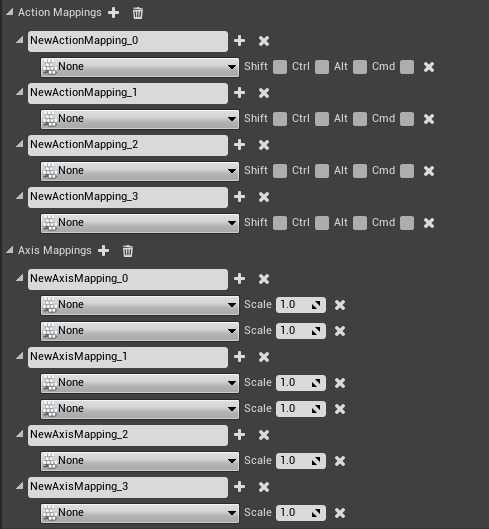 Action Mappings
NewActionMapping_0
None Shift Ctrl Alt Cmd
NewActionMapping_1
None Shift Ctrl Alt Cmd
NewActionMapping_2
None Shift Ctrl Alt Cmd
NewActionMapping_3
None Shift Ctrl Alt Cmd
Axis Mappings
NewAxisMapping_0
None Scale 1.0
None Scale 1.0
NewAxisMapping_1
None Scale 1.0
None Scale 1.0
NewAxisMapping_2
None Scale 1.0
NewAxisMapping_3
None Scale 1.0